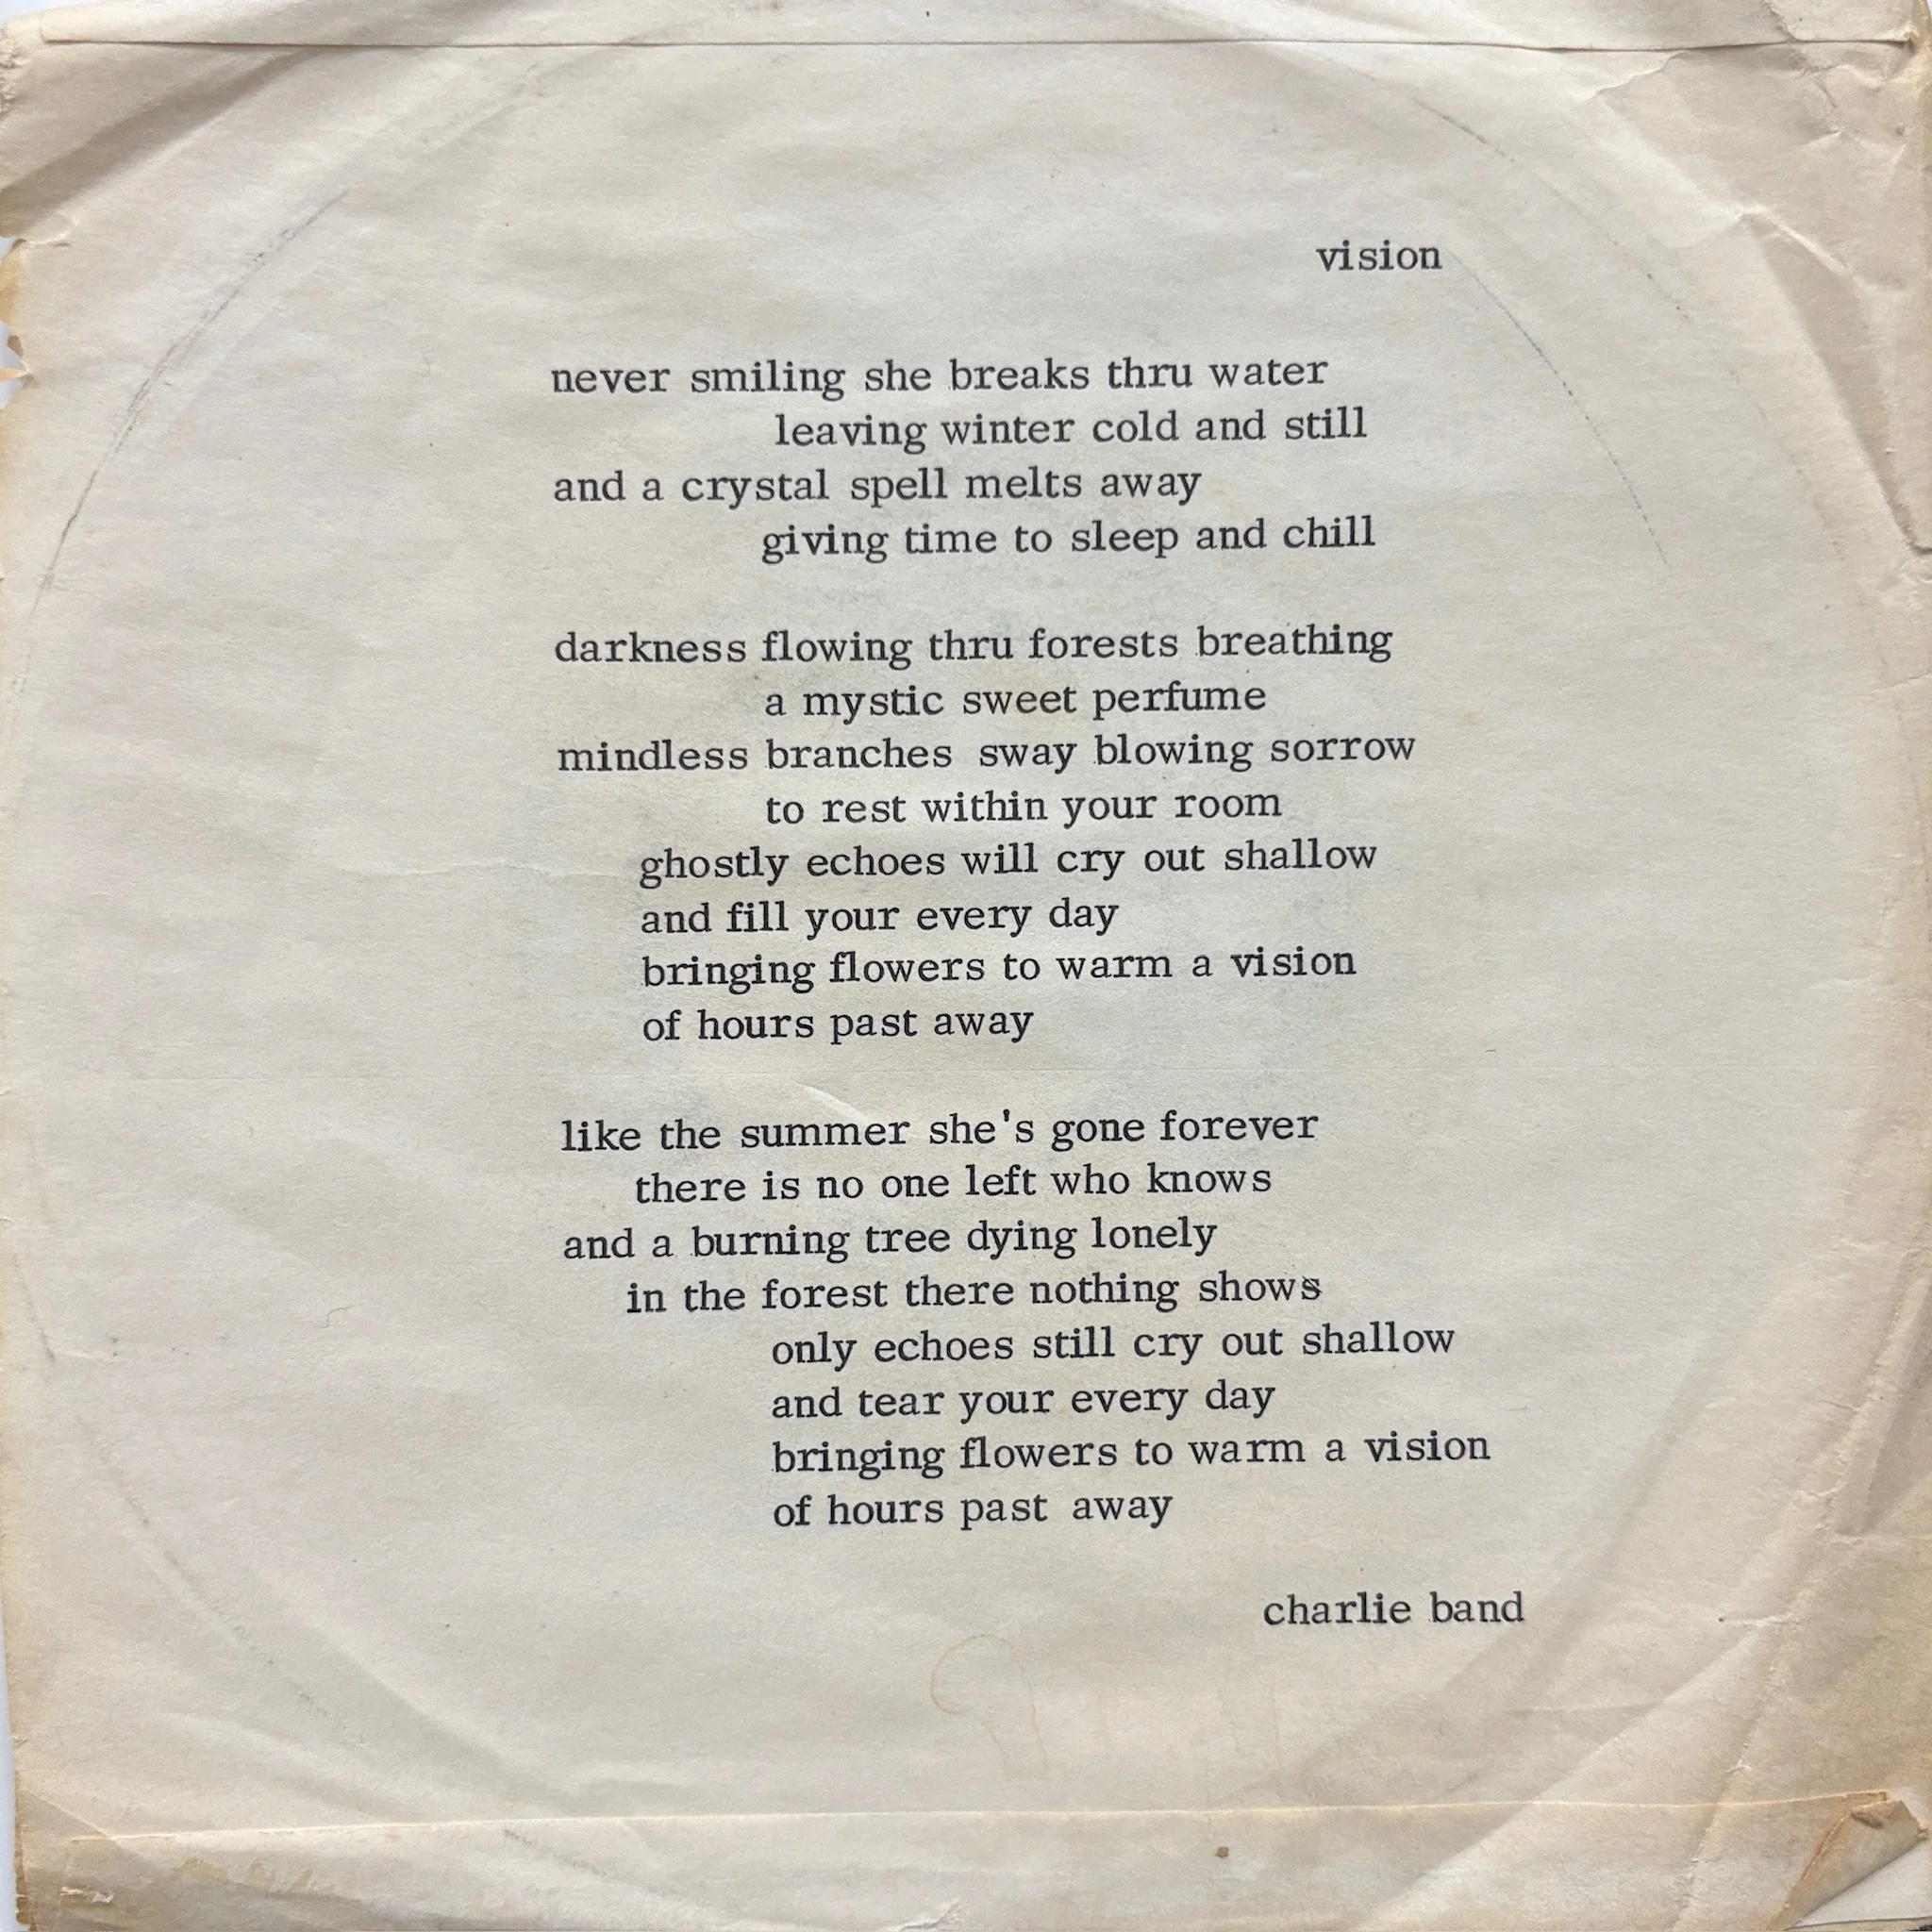 vision
never smiling she breaks thru water
leaving winter cold and still
and a crystal spell melts away
giving time to sleep and chill
darkness flowing thru forests breathing
a mystic sweet perfume
mindless branches sway blowing sorrow
to rest within your room
ghostly echoes will cry out shallow
and fill your every day
bringing flowers to warm a vision
of hours past away
like the summer she's gone forever
there is no one left who knows
and a burning tree dying lonely
in the forest there nothing shows
only echoes still cry out shallow
and tear your every day
bringing flowers to warm a vision
of hours past away
charlie band